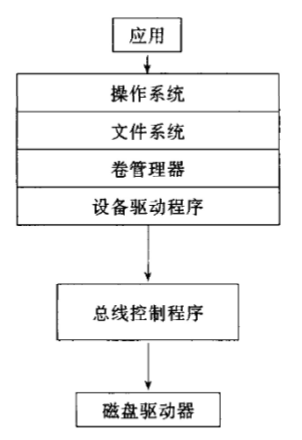 应用
操作系统
文件系统
卷管理器
设备驱动程序
总线控制程序
磁盘驱动器